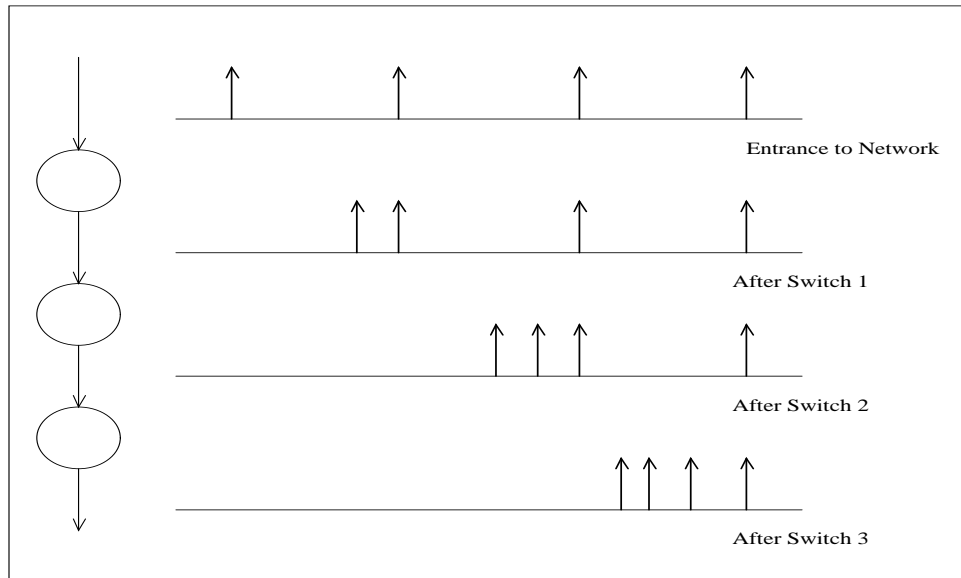 Entrance to Network
After Switch 1
After Switch 2
After Switch 3